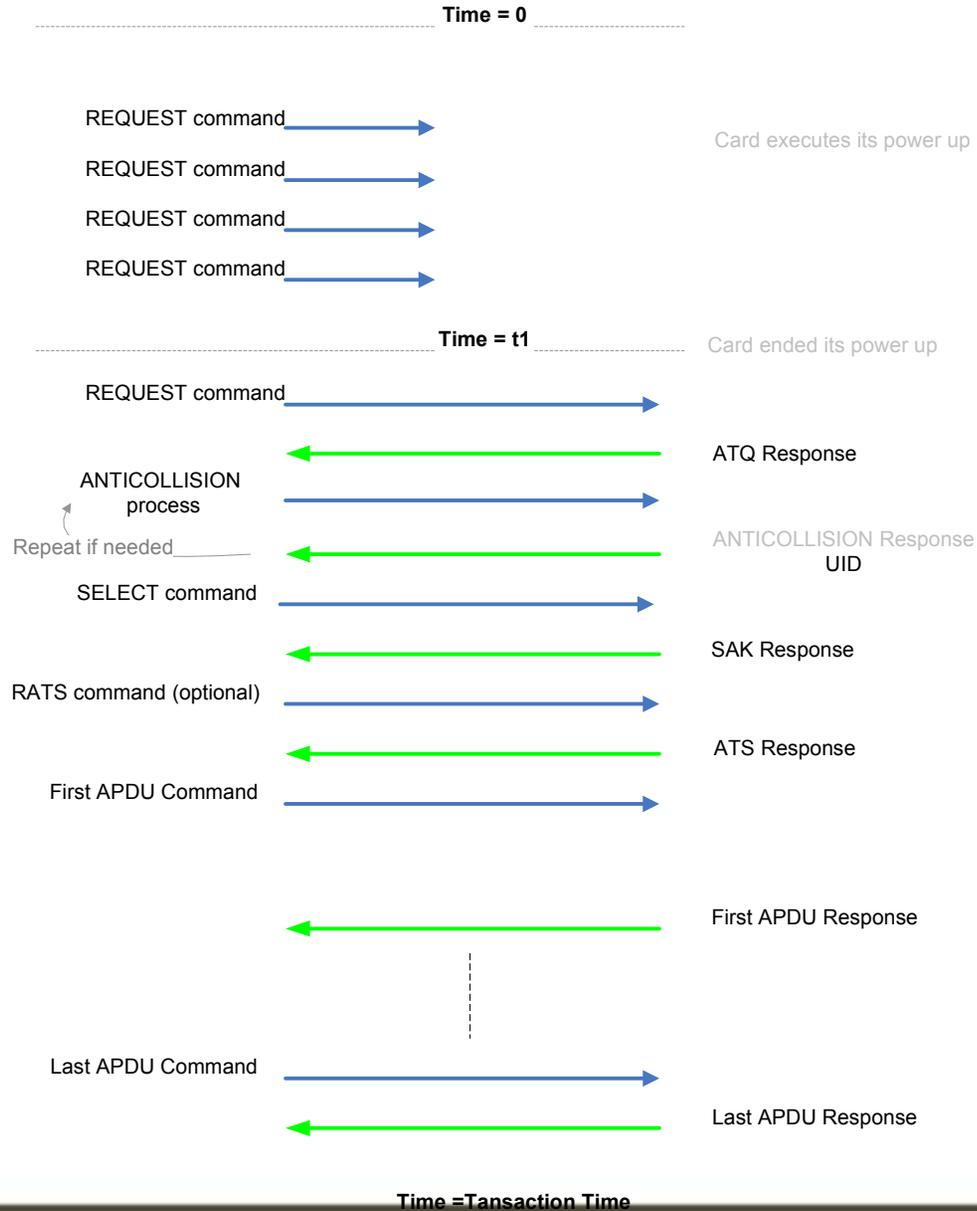 Time = 0
REQUEST command
Card executes its power up
REQUEST command
REQUEST command
REQUEST command
Time = t1
Card ended its power up
REQUEST command
ATQ Response
ANTICOLLISION
process
Repeat if needed
ANTICOLLISION Response
UID
SELECT command
SAK Response
RATS command (optional)
ATS Response
First APDU Command
First APDU Response
Last APDU Command
Last APDU Response
Time =Tansaction Time